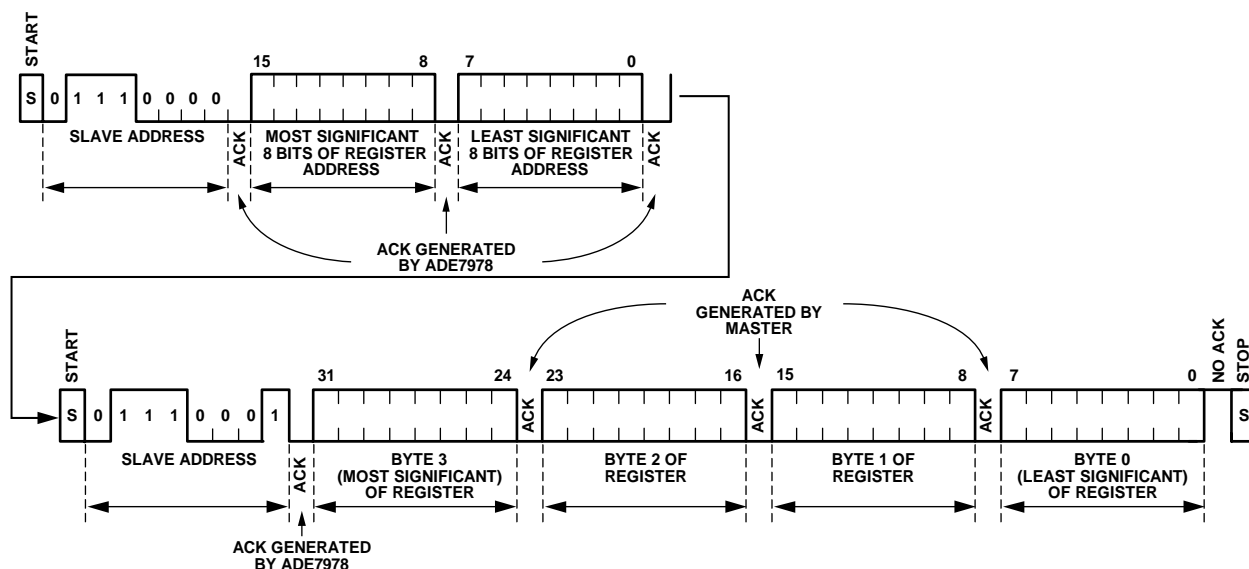 START
15 8 7 0
S 0 1 1 1 0 0 0 0
SLAVE ADDRESS
ACK
MOST SIGNIFICANT
8 BITS OF REGISTER
ADDRESS
ACK
LEAST SIGNIFICANT
8 BITS OF REGISTER
ADDRESS
ACK
ACK GENERATED
BY ADE7978
ACK
GENERATED BY
MASTER
START
31 24 23 16 15 8 7 0
NO ACK
STOP
S 0 1 1 1 0 0 0 1
ACK
ACK
ACK
S
SLAVE ADDRESS
ACK
BYTE 3
(MOST SIGNIFICANT)
OF REGISTER
BYTE 2 OF
REGISTER
BYTE 1 OF
REGISTER
BYTE 0
(LEAST SIGNIFICANT)
OF REGISTER
ACK GENERATED
BY ADE7978